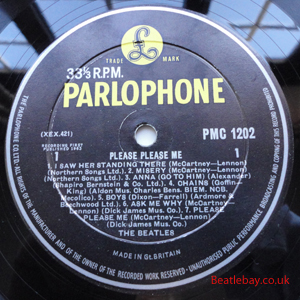 TRADE MARK
33⅓ R.P.M.
PARLOPHONE
(XEX.421)
PMG 1202
RECORDING FIRST
PUBLISHED 1963
1
PLEASE PLEASE ME
1. I SAW HER STANDING THERE (McCartney—Lennon)
(Northern Songs Ltd.) 2. MISERY (McCartney—Lennon)
(Northern Songs Ltd.) 3. ANNA (GO TO HIM) (Alexander)
(Shapiro Bernstein & Co. Ltd.) 4. CHAINS (Goffin-
King) (Aldon Mus. Charles Bens. BIEM. NCB.
Mecolico). 5. BOYS (Dixon—Farrell) (Ardmore &
Beechwood Ltd.) 6. ASK ME WHY (McCartney—
Lennon) (Dick James Mus. Co.) 7. PLEASE
PLEASE ME (McCartney—Lennon)
(Dick James Mus. Co.)
THE BEATLES
MADE IN GT.BRITAIN
THE PARLOPHONE CO. LTD. ALL RIGHTS OF THE MANUFACTURER AND OF THE OWNER OF THE RECORDED WORK RESERVED · UNAUTHORISED PUBLIC PERFORMANCE BROADCASTING AND COPYING OF THIS RECORD PROHIBITED
Beatlebay.co.uk